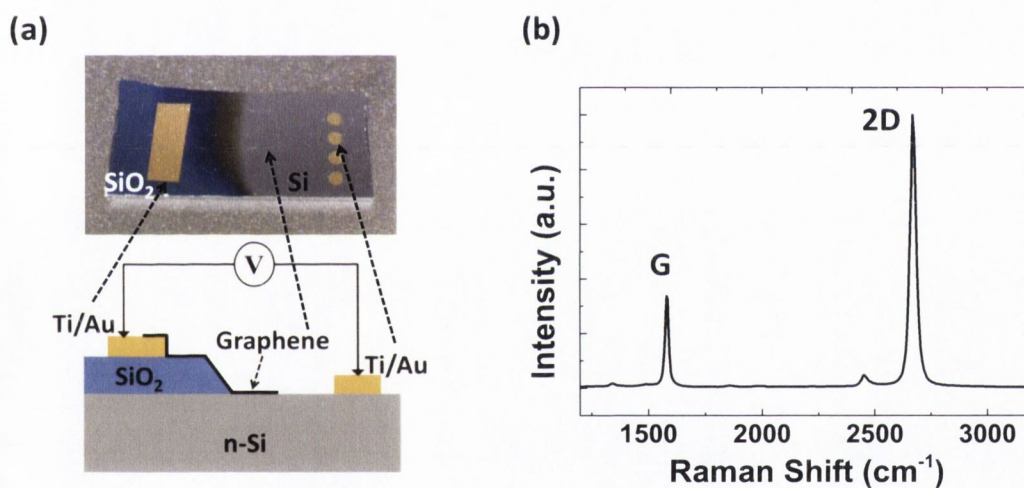 (a)
SiO₂
Si
V
Ti/Au
Graphene
Ti/Au
SiO₂
n-Si
(b)
2D
G
Intensity (a.u.)
1500 2000 2500 3000
Raman Shift (cm⁻¹)